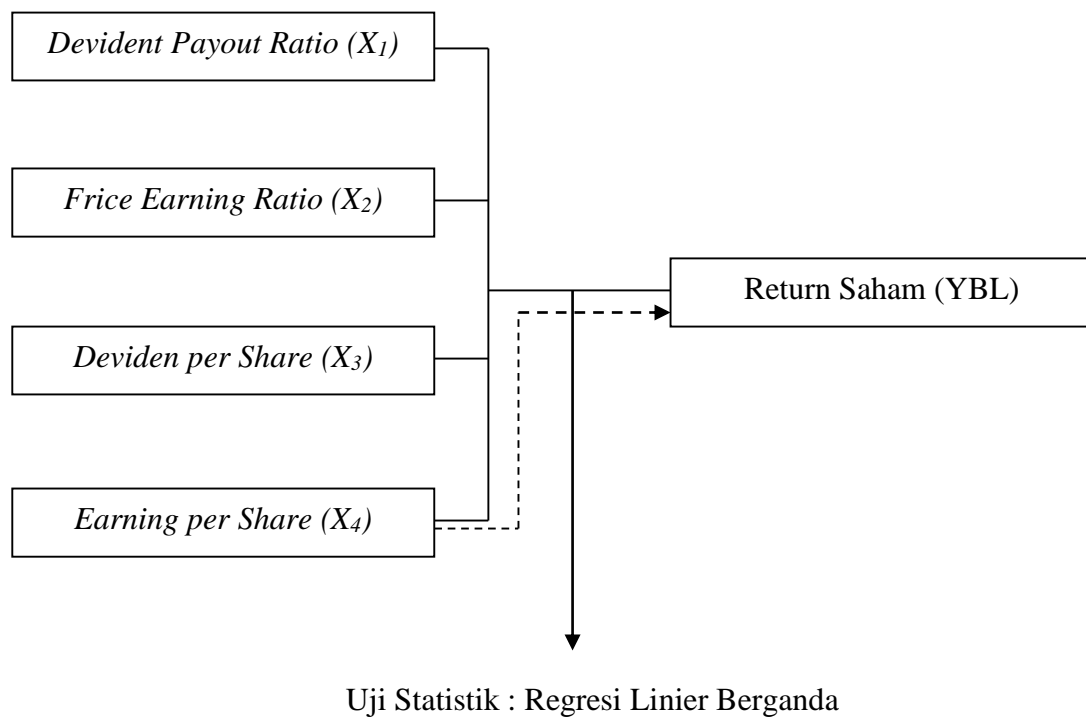 Devident Payout Ratio (X₁)
Frice Earning Ratio (X₂)
Return Saham (YBL)
Deviden per Share (X₃)
Earning per Share (X₄)
Uji Statistik : Regresi Linier Berganda